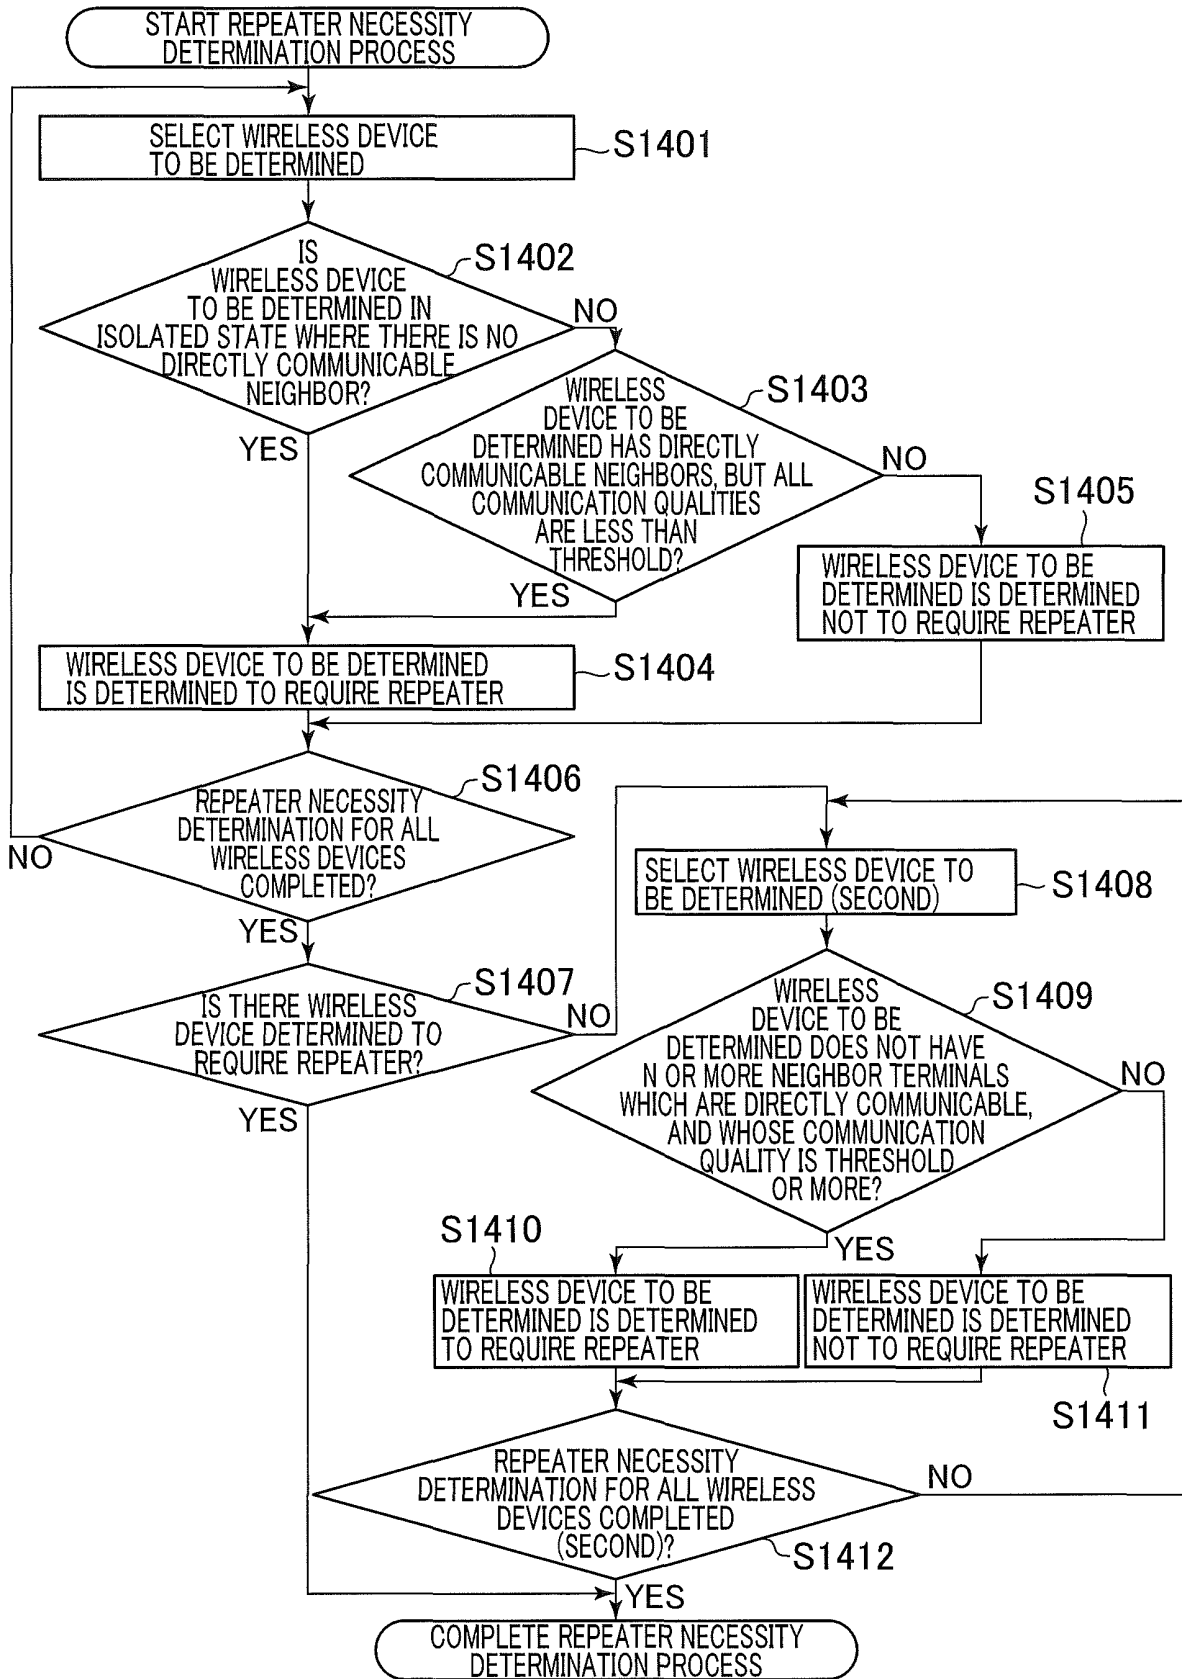 START REPEATER NECESSITY
DETERMINATION PROCESS
SELECT WIRELESS DEVICE
TO BE DETERMINED
S1401
IS
WIRELESS DEVICE
TO BE DETERMINED IN
ISOLATED STATE WHERE THERE IS NO
DIRECTLY COMMUNICABLE
NEIGHBOR?
S1402
NO
YES
WIRELESS
DEVICE TO BE
DETERMINED HAS DIRECTLY
COMMUNICABLE NEIGHBORS, BUT ALL
COMMUNICATION QUALITIES
ARE LESS THAN
THRESHOLD?
S1403
NO
YES
S1405
WIRELESS DEVICE TO BE
DETERMINED IS DETERMINED
NOT TO REQUIRE REPEATER
WIRELESS DEVICE TO BE DETERMINED
IS DETERMINED TO REQUIRE REPEATER
S1404
REPEATER NECESSITY
DETERMINATION FOR ALL
WIRELESS DEVICES
COMPLETED?
S1406
NO
YES
IS THERE WIRELESS
DEVICE DETERMINED TO
REQUIRE REPEATER?
S1407
NO
YES
SELECT WIRELESS DEVICE TO
BE DETERMINED (SECOND)
S1408
WIRELESS
DEVICE TO BE
DETERMINED DOES NOT HAVE
N OR MORE NEIGHBOR TERMINALS
WHICH ARE DIRECTLY COMMUNICABLE,
AND WHOSE COMMUNICATION
QUALITY IS THRESHOLD
OR MORE?
S1409
NO
YES
S1410
WIRELESS DEVICE TO BE
DETERMINED IS DETERMINED
TO REQUIRE REPEATER
WIRELESS DEVICE TO BE
DETERMINED IS DETERMINED
NOT TO REQUIRE REPEATER
S1411
REPEATER NECESSITY
DETERMINATION FOR ALL WIRELESS
DEVICES COMPLETED
(SECOND)?
S1412
NO
YES
COMPLETE REPEATER NECESSITY
DETERMINATION PROCESS